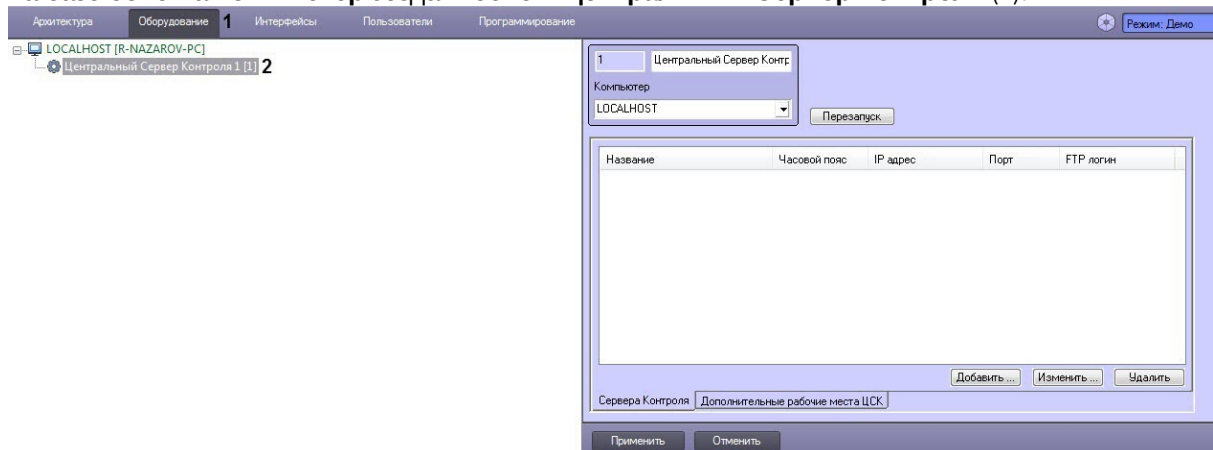 Архитектура Оборудование 1 Интерфейсы Пользователи Программирование Режим: Демо
LOCALHOST [R-NAZAROV-PC]
Центральный Сервер Контроля 1 [1] 2
1 Центральный Сервер Контр
Компьютер
LOCALHOST
Перезапуск
Название Часовой пояс IP адрес Порт FTP логин
Добавить ... Изменить ... Удалить
Сервера Контроля Дополнительные рабочие места ЦСК
Применить Отменить